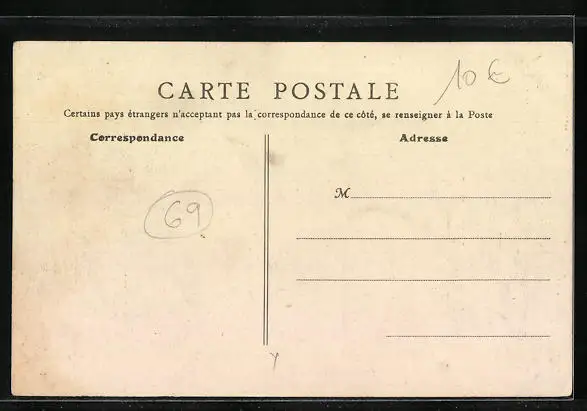 10 €
CARTE POSTALE
Certains pays étrangers n'acceptant pas la correspondance de ce côté, se renseigner à la Poste
Correspondance
Adresse
M
69